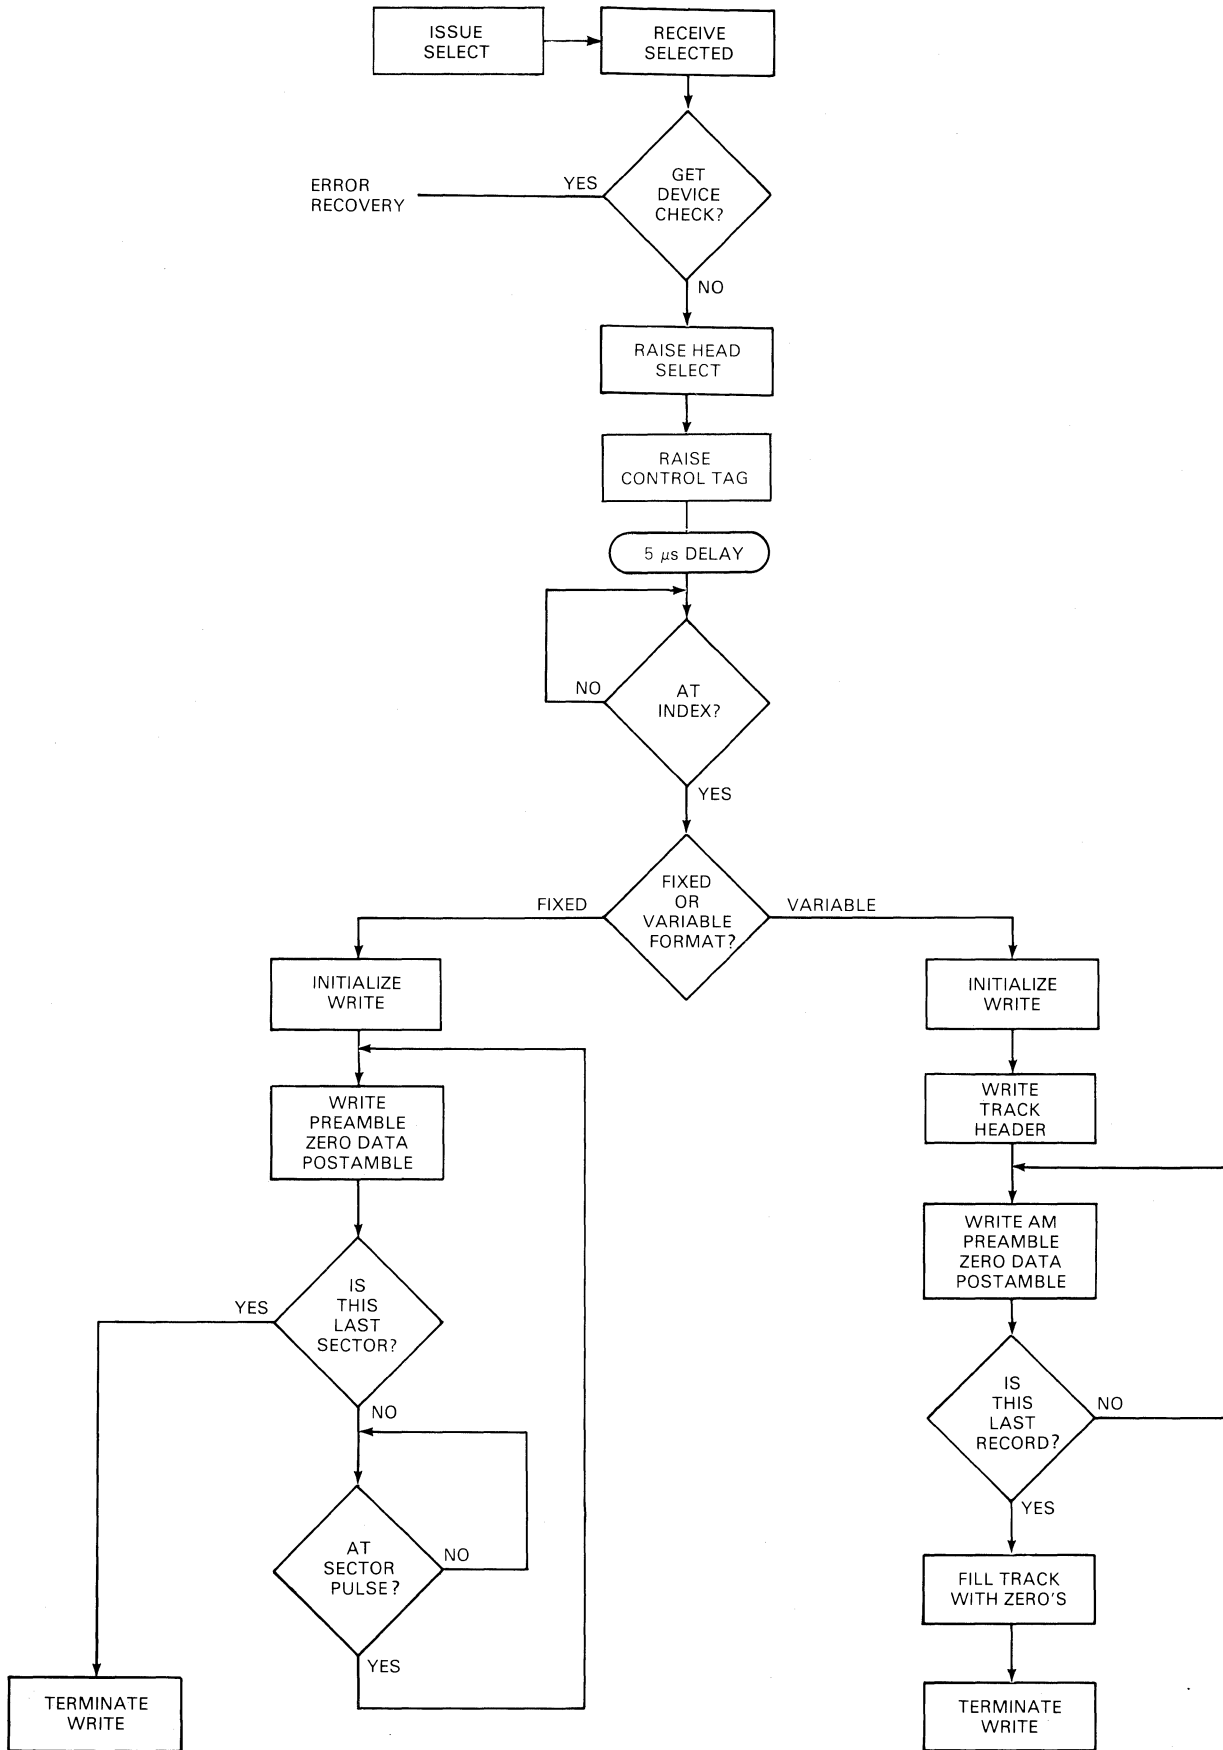 ISSUE
SELECT
RECEIVE
SELECTED
GET
DEVICE
CHECK?
YES
ERROR
RECOVERY
NO
RAISE HEAD
SELECT
RAISE
CONTROL TAG
5 µs DELAY
AT
INDEX?
NO
YES
FIXED
OR
VARIABLE
FORMAT?
FIXED
VARIABLE
INITIALIZE
WRITE
WRITE
PREAMBLE
ZERO DATA
POSTAMBLE
IS
THIS
LAST
SECTOR?
YES
NO
AT
SECTOR
PULSE?
NO
YES
TERMINATE
WRITE
INITIALIZE
WRITE
WRITE
TRACK
HEADER
WRITE AM
PREAMBLE
ZERO DATA
POSTAMBLE
IS
THIS
LAST
RECORD?
NO
YES
FILL TRACK
WITH ZERO'S
TERMINATE
WRITE